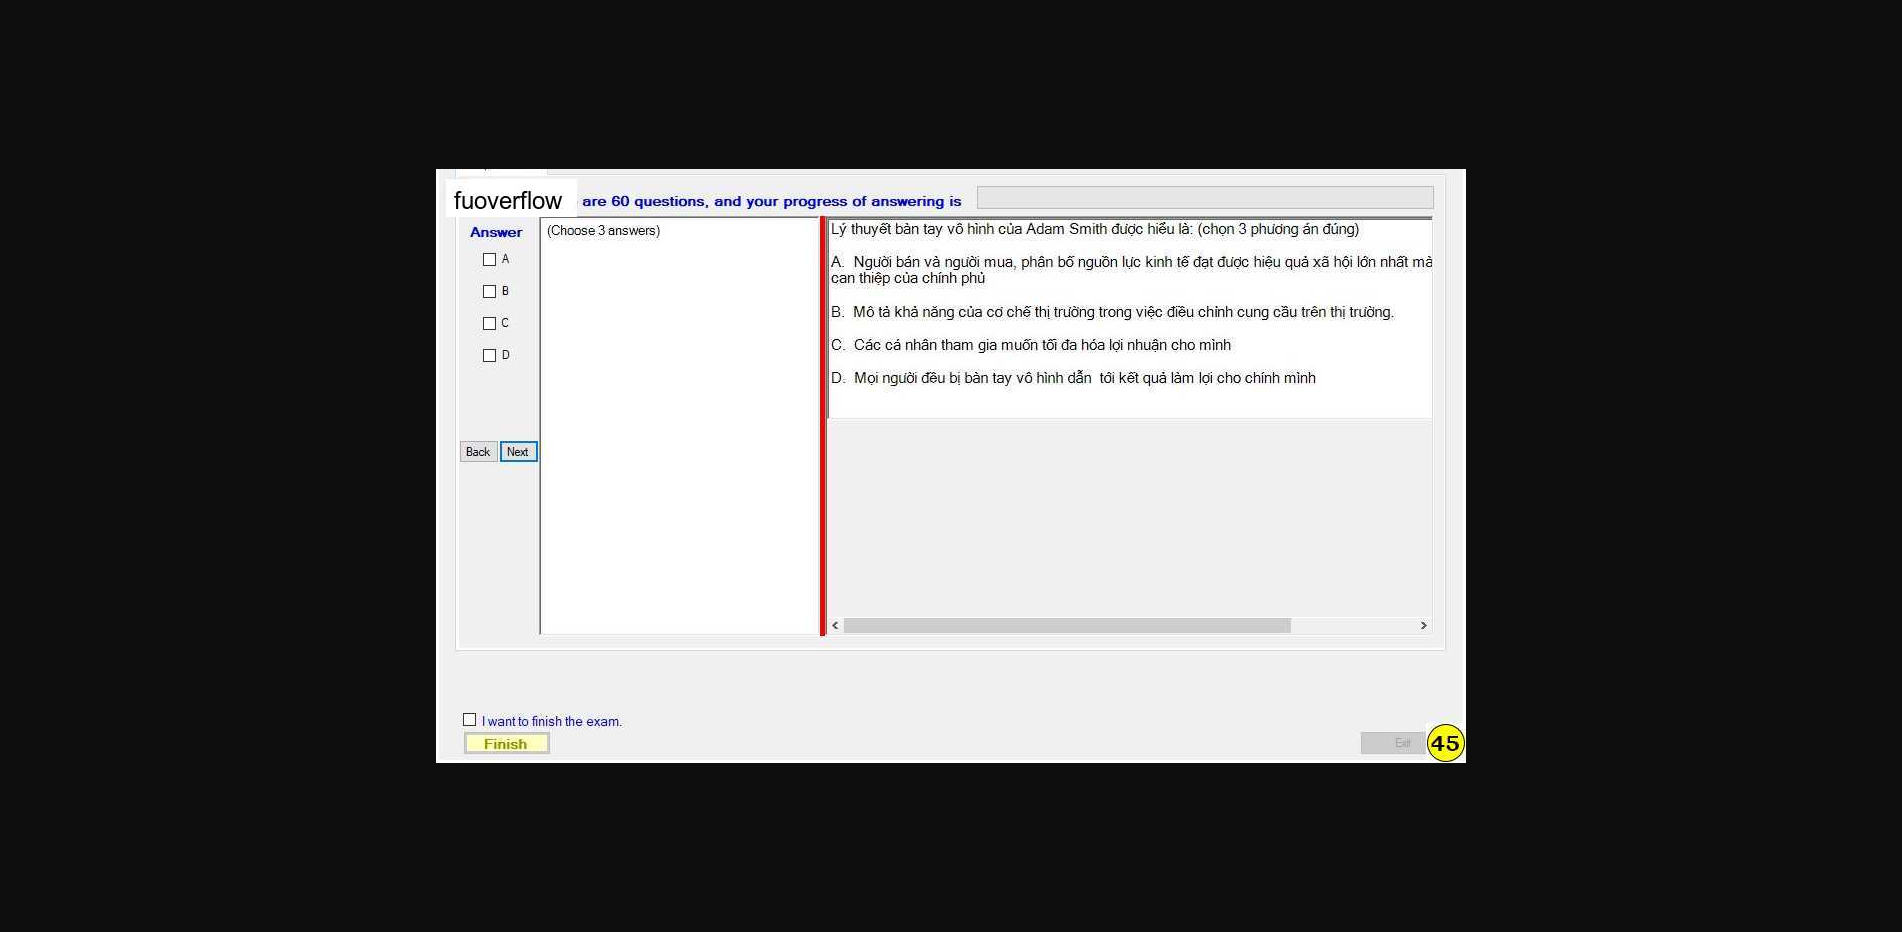 fuoverflow are 60 questions, and your progress of answering is
Answer
A
B
C
D
Back Next
(Choose 3 answers)
Lý thuyết bàn tay vô hình của Adam Smith được hiểu là: (chọn 3 phương án đúng)
A. Người bán và người mua, phân bổ nguồn lực kinh tế đạt được hiệu quả xã hội lớn nhất mà
can thiệp của chính phủ
B. Mô tả khả năng của cơ chế thị trường trong việc điều chỉnh cung cầu trên thị trường.
C. Các cá nhân tham gia muốn tối đa hóa lợi nhuận cho mình
D. Mọi người đều bị bàn tay vô hình dẫn tới kết quả làm lợi cho chính mình
I want to finish the exam.
Finish
Exit
45